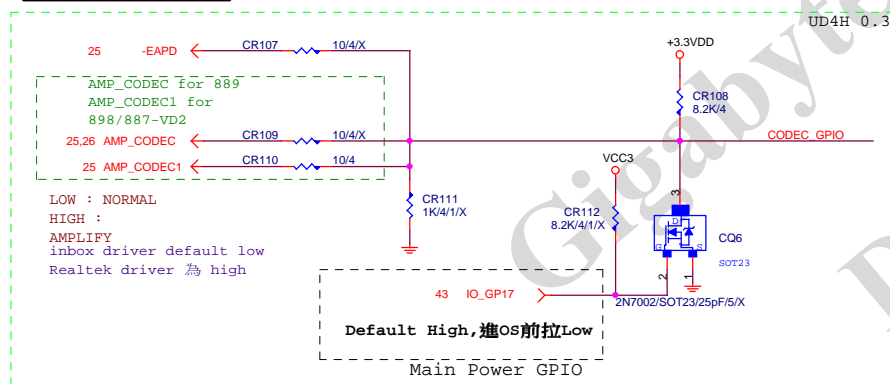 UD4H 0.3
25 -EAPD
CR107
10/4/X
+3.3VDD
AMP_CODEC for 889
AMP_CODEC1 for
898/887-VD2
CR108
8.2K/4
25,26 AMP_CODEC
CR109
10/4/X
CODEC_GPIO
25 AMP_CODEC1
CR110
10/4
VCC3
CR111
1K/4/1/X
3
LOW : NORMAL
HIGH :
AMPLIFY
inbox driver default low
Realtek driver 為 high
CR112
8.2K/4/1/X
D
G
S
CQ6
SOT23
2
1
43 IO_GP17
2N7002/SOT23/25pF/5/X
Default High,進OS前拉Low
Main Power GPIO
Gigabyte